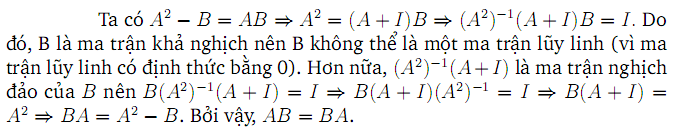 Ta có $A^2 - B = AB \Rightarrow A^2 = (A + I)B \Rightarrow (A^2)^{-1}(A + I)B = I$. Do
đó, B là ma trận khả nghịch nên B không thể là một ma trận lũy linh (vì ma
trận lũy linh có định thức bằng 0). Hơn nữa, $(A^2)^{-1}(A + I)$ là ma trận nghịch
đảo của $B$ nên $B(A^2)^{-1}(A + I) = I \Rightarrow B(A + I)(A^2)^{-1} = I \Rightarrow B(A + I) =$
$A^2 \Rightarrow BA = A^2 - B$. Bởi vậy, $AB = BA$.